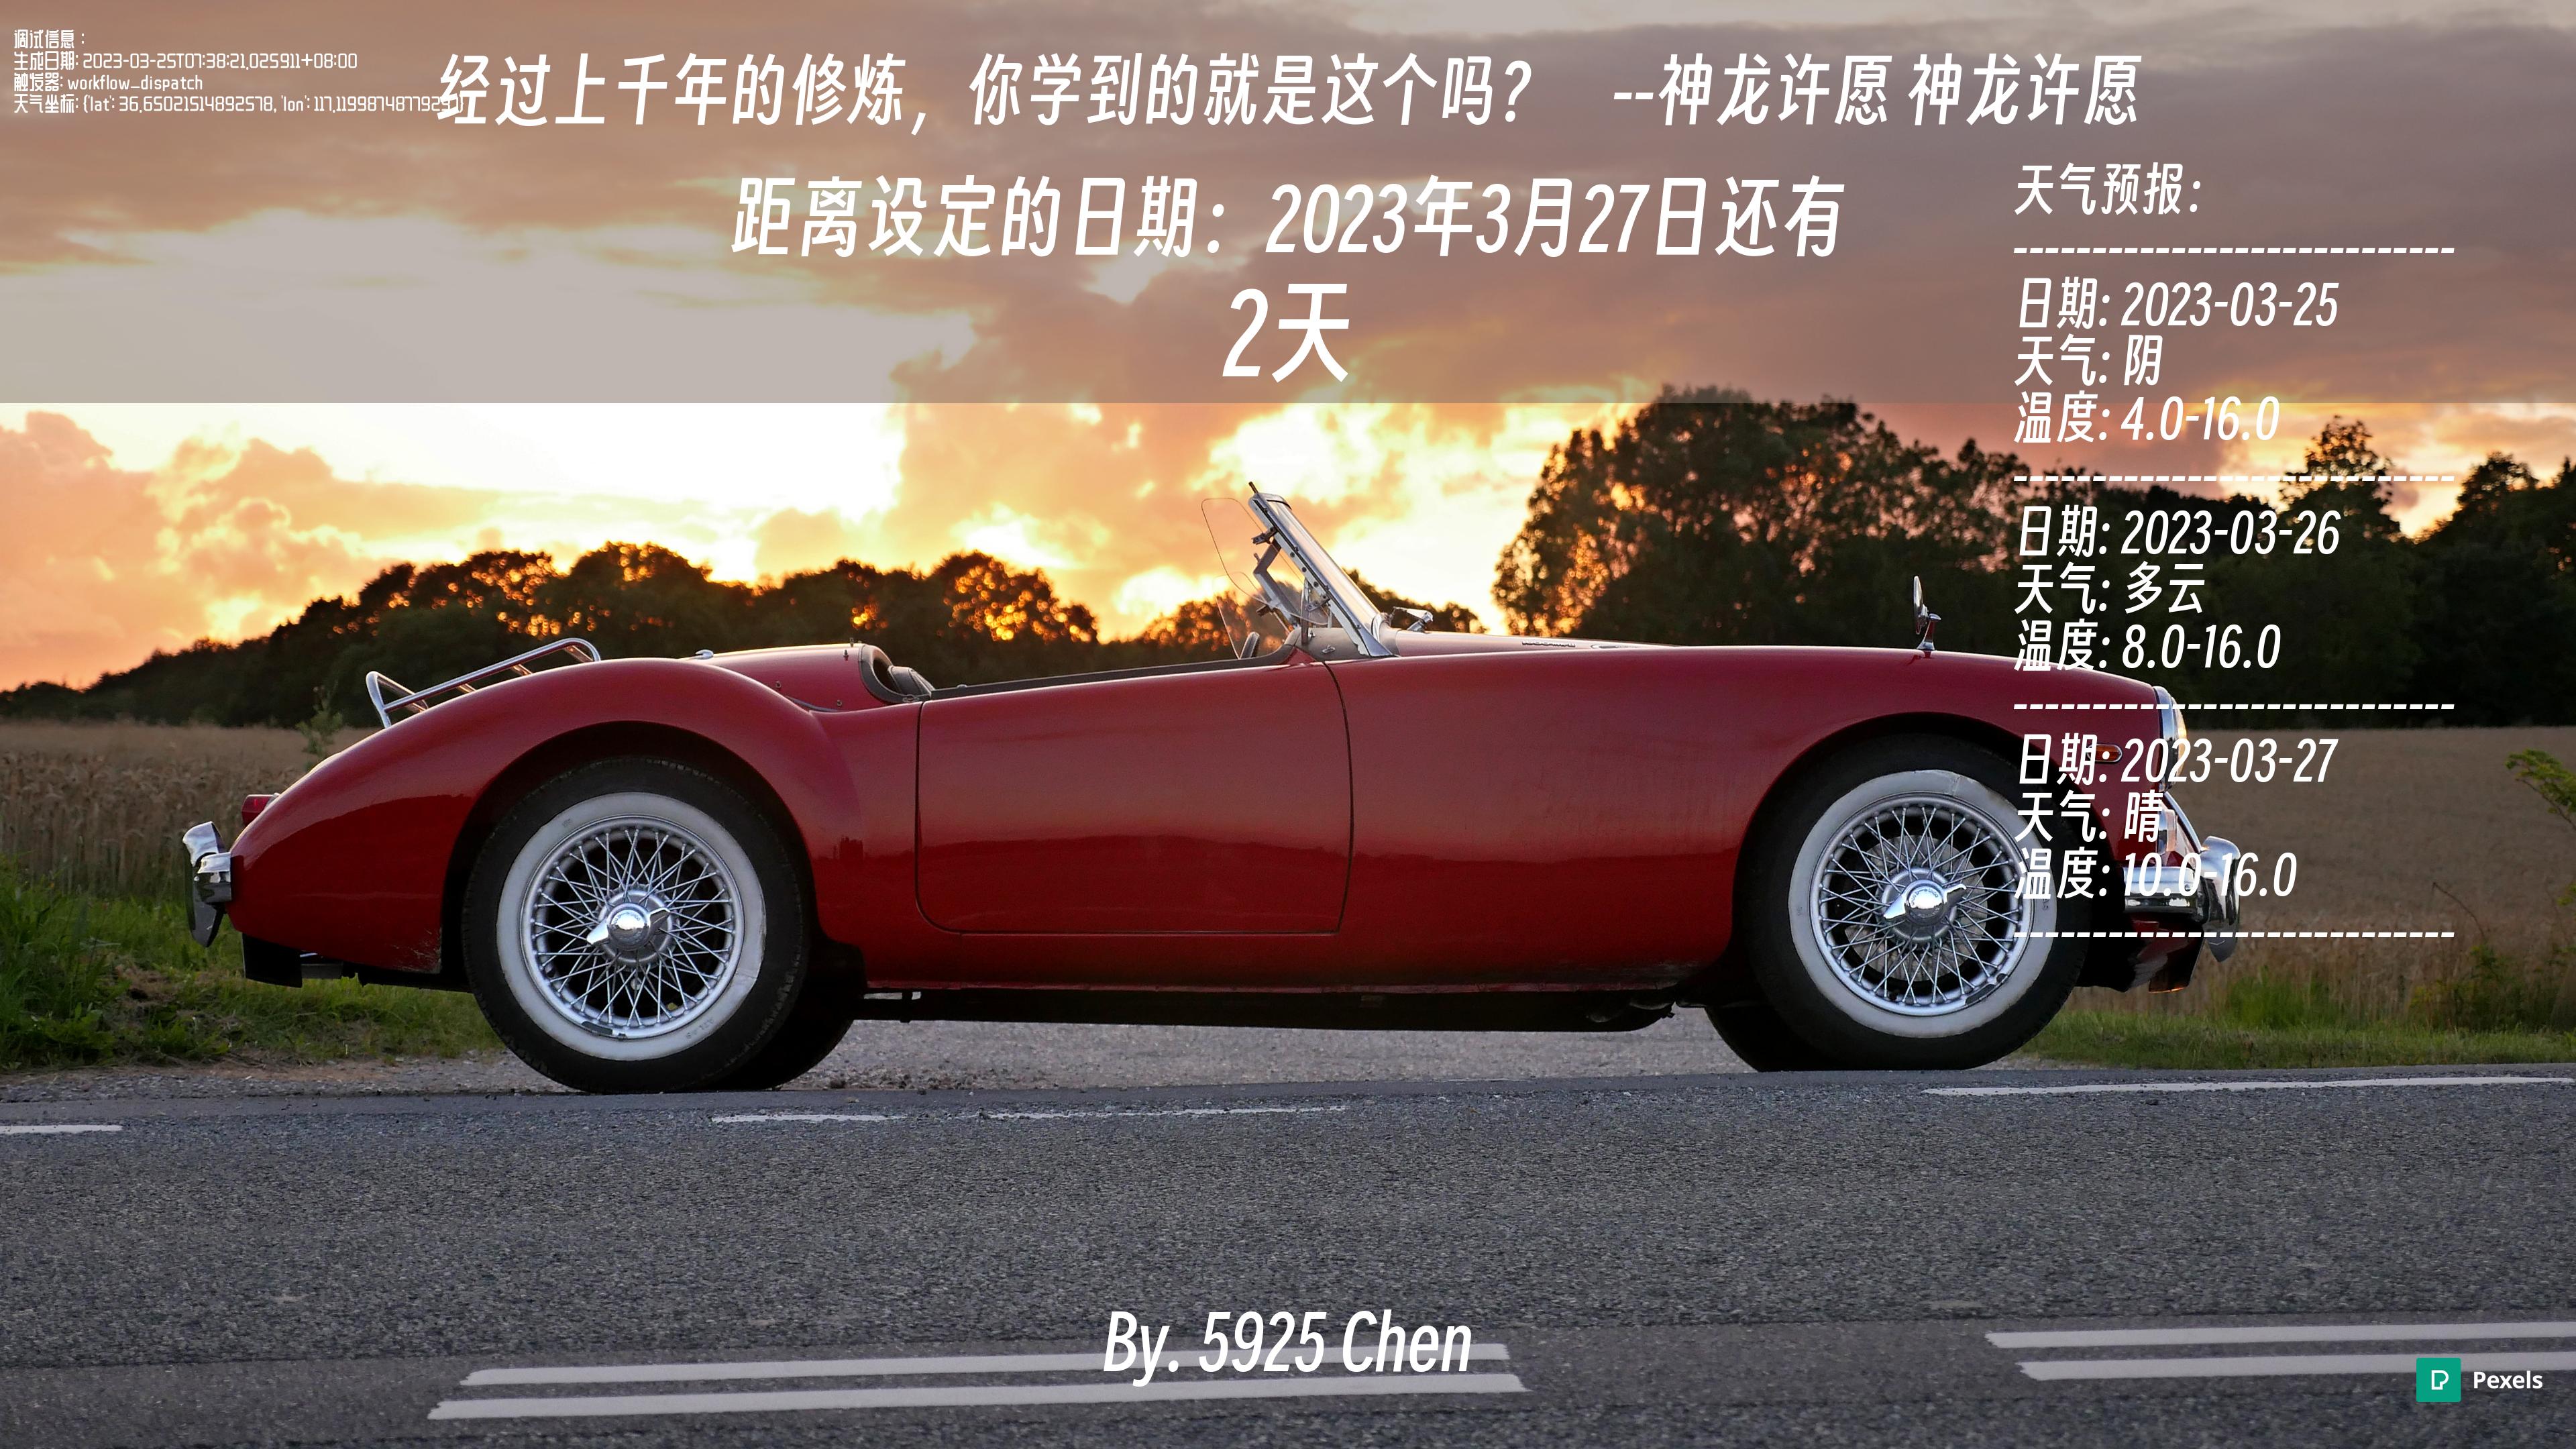 调试信息：
生成日期: 2023-03-25T07:38:21.025911+08:00
触发器: workflow_dispatch
天气坐标: {'lat': 36.65021514892578, 'lon':
经过上千年的修炼，你学到的就是这个吗？ --神龙许愿 神龙许愿
距离设定的日期：2023年3月27日还有
2天
天气预报：
----------------------------
日期: 2023-03-25
天气: 阴
温度: 4.0-16.0
----------------------------
日期: 2023-03-26
天气: 多云
温度: 8.0-16.0
----------------------------
日期: 2023-03-27
天气: 晴
温度: 10.0-16.0
----------------------------
By. 5925 Chen
Pexels